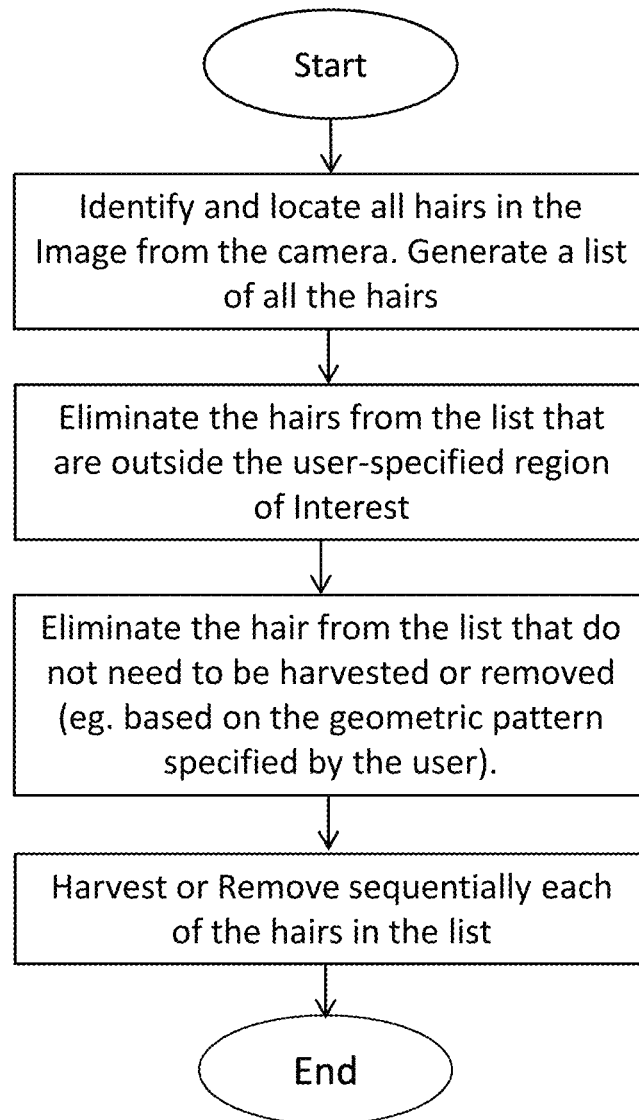 Start
Identify and locate all hairs in the
Image from the camera. Generate a list
of all the hairs
Eliminate the hairs from the list that
are outside the user-specified region
of Interest
Eliminate the hair from the list that do
not need to be harvested or removed
(eg. based on the geometric pattern
specified by the user).
Harvest or Remove sequentially each
of the hairs in the list
End